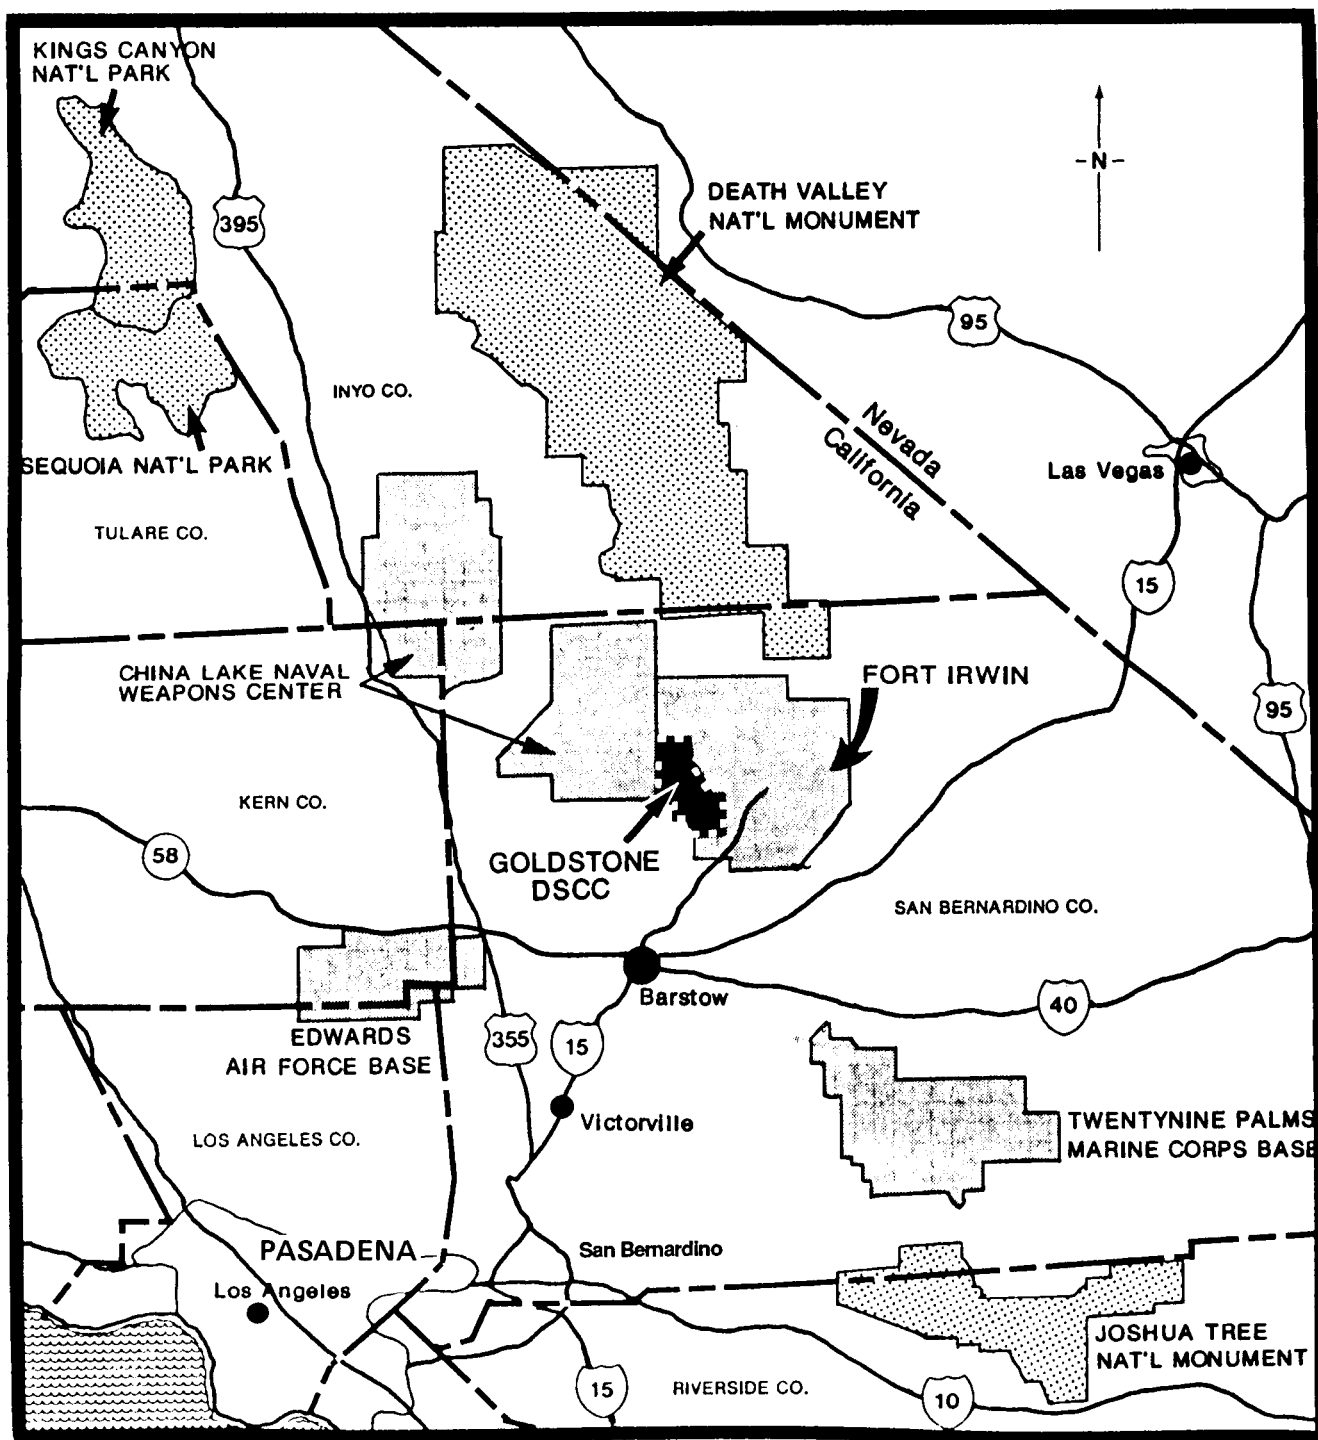 KINGS CANYON
NAT'L PARK
395
-N-
DEATH VALLEY
NAT'L MONUMENT
95
INYO CO.
Nevada
California
Las Vegas
SEQUOIA NAT'L PARK
TULARE CO.
15
CHINA LAKE NAVAL
WEAPONS CENTER
FORT IRWIN
95
KERN CO.
58
GOLDSTONE
DSCC
SAN BERNARDINO CO.
Barstow
40
EDWARDS
AIR FORCE BASE
355
15
Victorville
TWENTYNINE PALMS
MARINE CORPS BASE
LOS ANGELES CO.
PASADENA
San Bernardino
Los Angeles
JOSHUA TREE
NAT'L MONUMENT
15
RIVERSIDE CO.
10